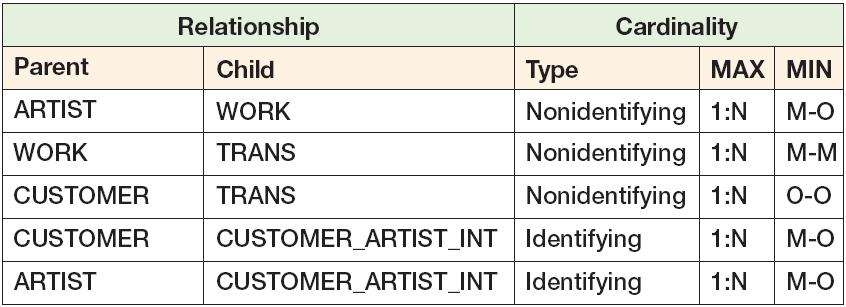 Relationship Cardinality
Parent Child Type MAX MIN
ARTIST WORK Nonidentifying 1:N M-O
WORK TRANS Nonidentifying 1:N M-M
CUSTOMER TRANS Nonidentifying 1:N O-O
CUSTOMER CUSTOMER_ARTIST_INT Identifying 1:N M-O
ARTIST CUSTOMER_ARTIST_INT Identifying 1:N M-O